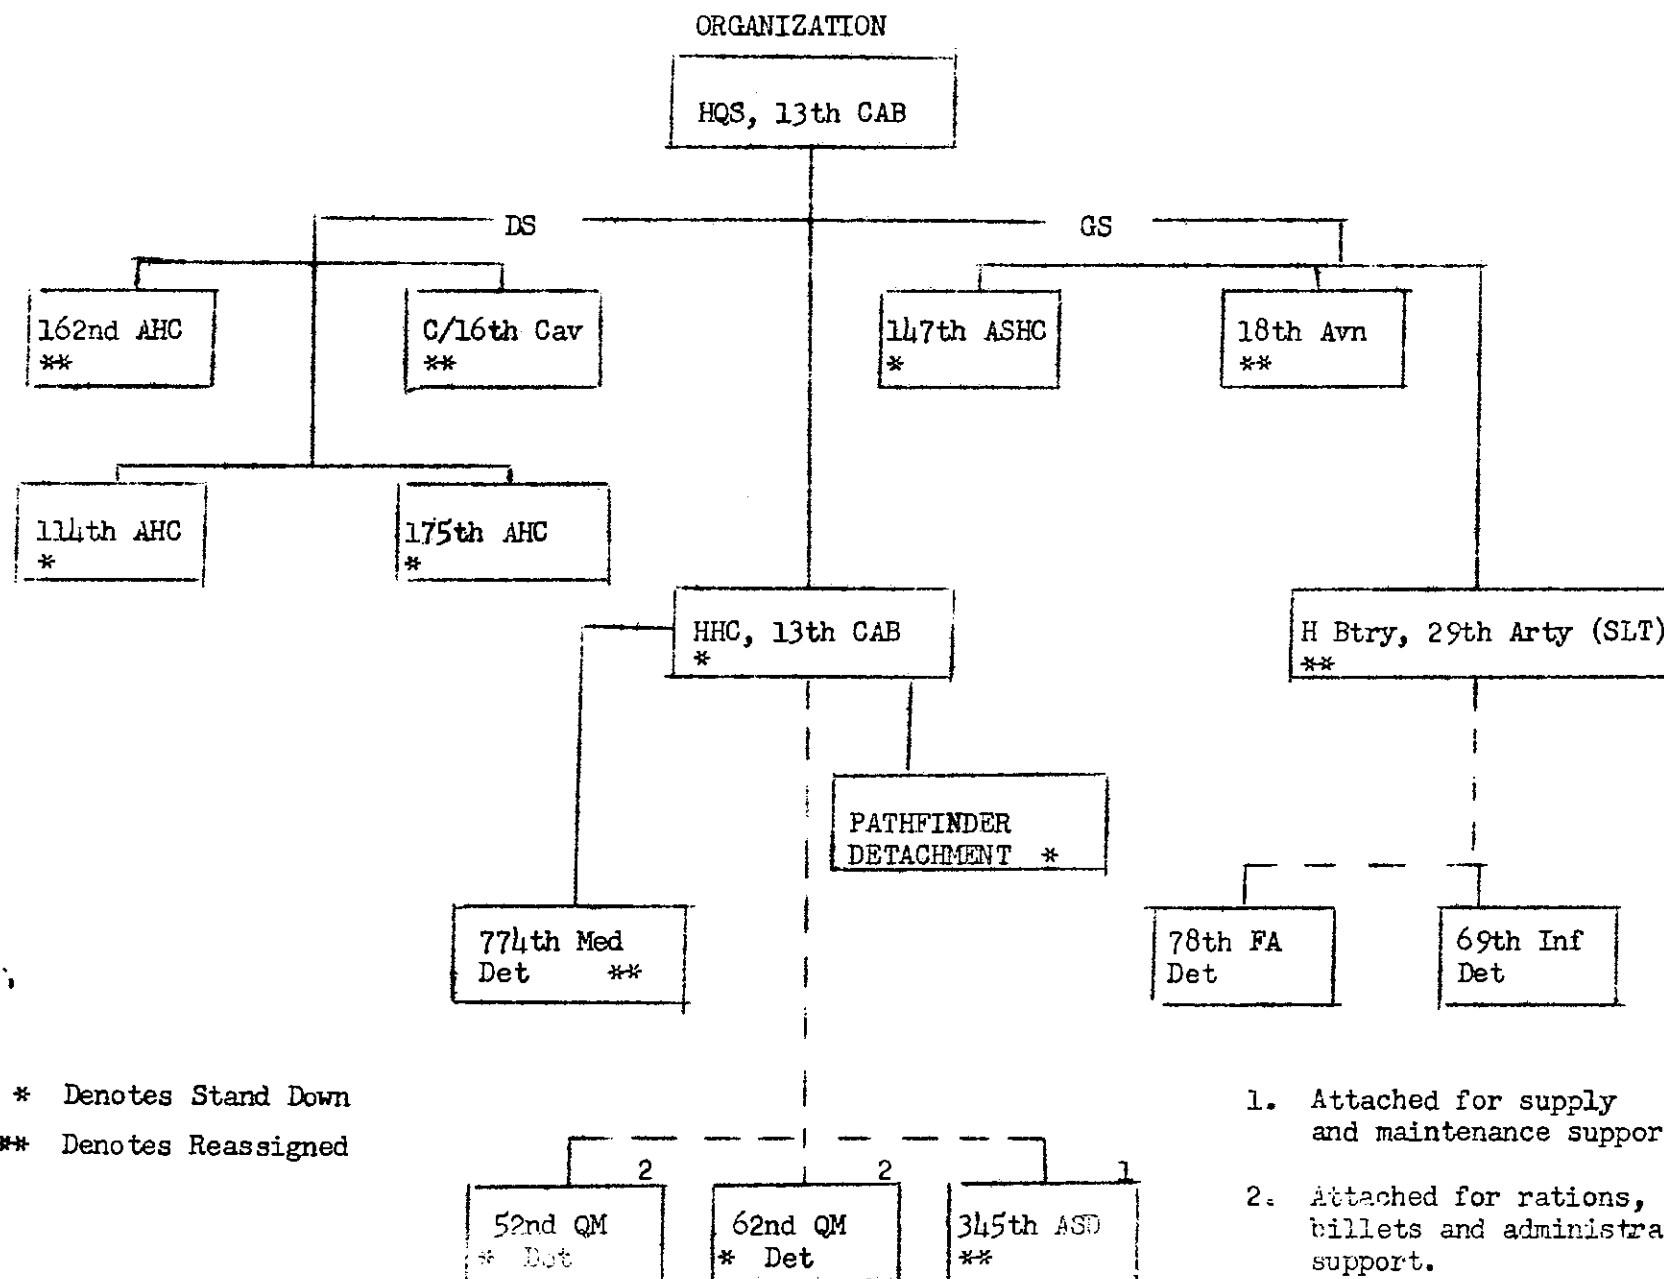 ORGANIZATION
HQS, 13th CAB
DS
GS
162nd AHC
**
C/16th Cav
**
147th ASHC
*
18th Avn
**
114th AHC
*
175th AHC
*
HHC, 13th CAB
*
H Btry, 29th Arty (SLT)
**
PATHFINDER
DETACHMENT *
774th Med
Det **
78th FA
Det
69th Inf
Det
* Denotes Stand Down
** Denotes Reassigned
2
52nd QM
* Det
2
62nd QM
* Det
1
345th ASD
**
1. Attached for supply
and maintenance suppor
2. Attached for rations,
billets and administra
support.